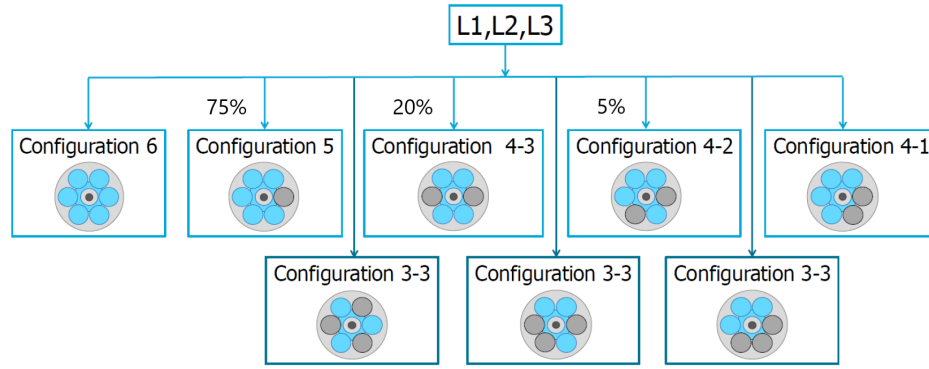 L1,L2,L3
75%
20%
5%
Configuration 6
Configuration 5
Configuration 4-3
Configuration 4-2
Configuration 4-1
Configuration 3-3
Configuration 3-3
Configuration 3-3